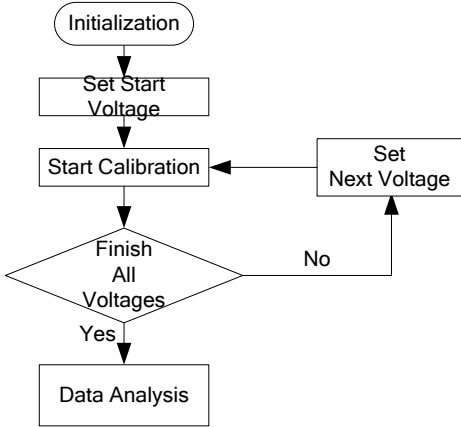 Initialization
Set Start
Voltage
Start Calibration
Set
Next Voltage
Finish
All
Voltages
No
Yes
Data Analysis